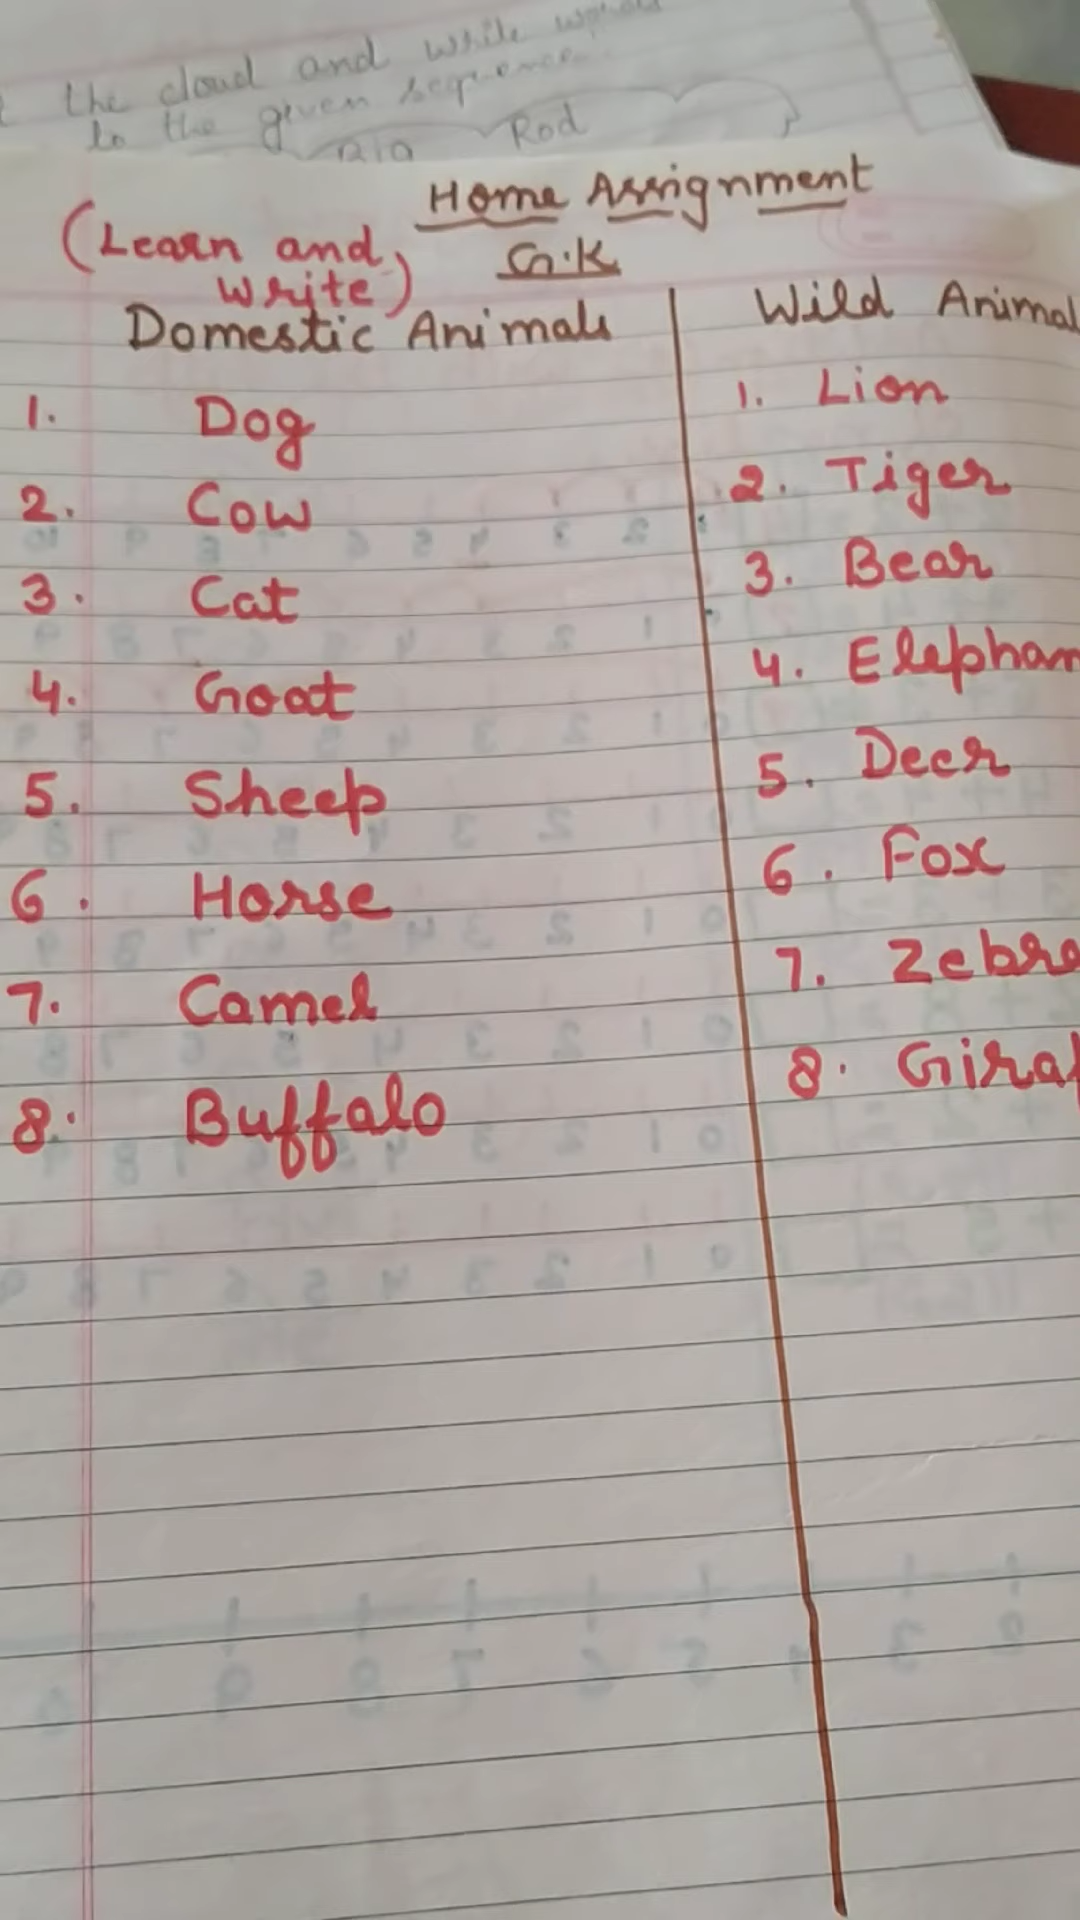 the cloud and write
to the given sequence
Rod
Home Assignment
(Learn and
write)
G.K
Domestic Animals
1. Dog
2. Cow
3. Cat
4. Goat
5. Sheep
6. Horse
7. Camel
8. Buffalo
Wild Animal
1. Lion
2. Tiger
3. Bear
4. Elephan
5. Deer
6. Fox
7. Zebra
8. Giraf